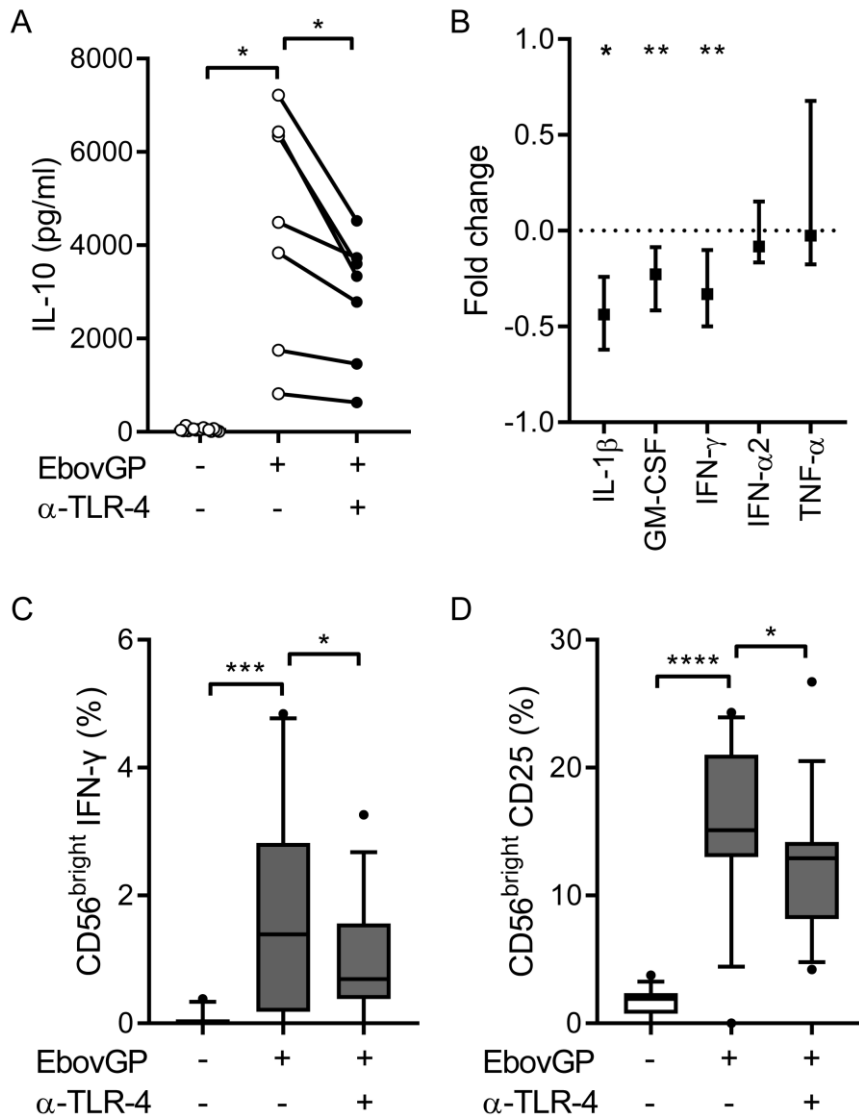 A
* *
8000
6000
4000
2000
0
IL-10 (pg/ml)
EbovGP - + +
α-TLR-4 - - +
B
* ** **
1.0
0.5
0.0
-0.5
-1.0
Fold change
IL-1β
GM-CSF
IFN-γ
IFN-α2
TNF-α
C
*** *
6
4
2
0
CD56bright IFN-γ (%)
EbovGP - + +
α-TLR-4 - - +
D
**** *
30
20
10
0
CD56bright CD25 (%)
EbovGP - + +
α-TLR-4 - - +